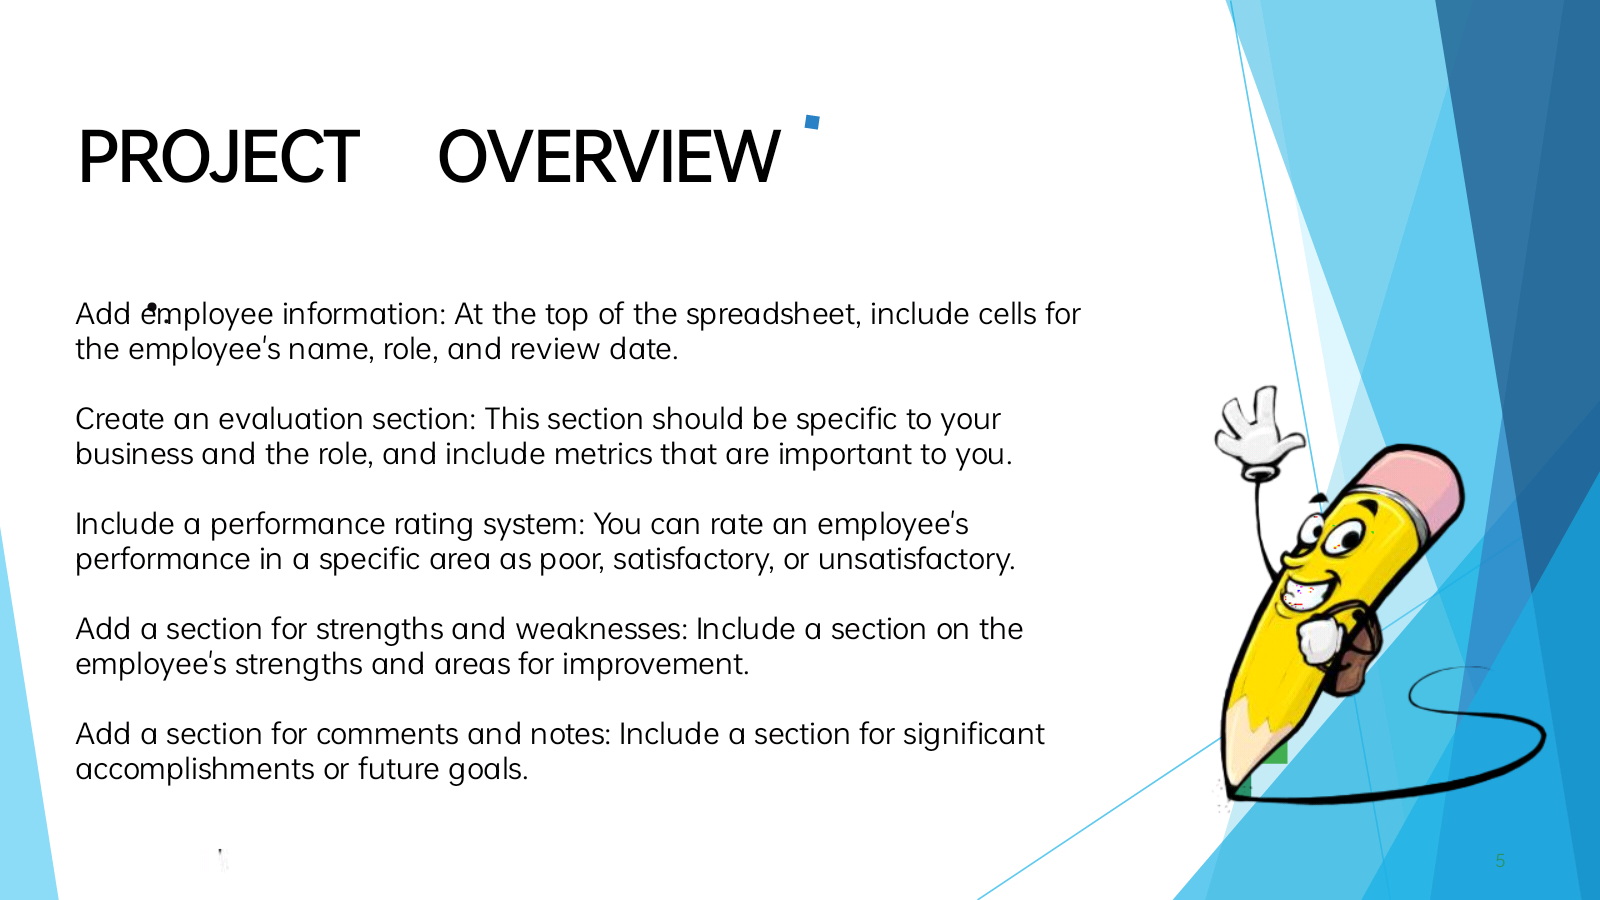 PROJECT OVERVIEW
Add employee information: At the top of the spreadsheet, include cells for
the employee's name, role, and review date.
Create an evaluation section: This section should be specific to your
business and the role, and include metrics that are important to you.
Include a performance rating system: You can rate an employee's
performance in a specific area as poor, satisfactory, or unsatisfactory.
Add a section for strengths and weaknesses: Include a section on the
employee's strengths and areas for improvement.
Add a section for comments and notes: Include a section for significant
accomplishments or future goals.
5